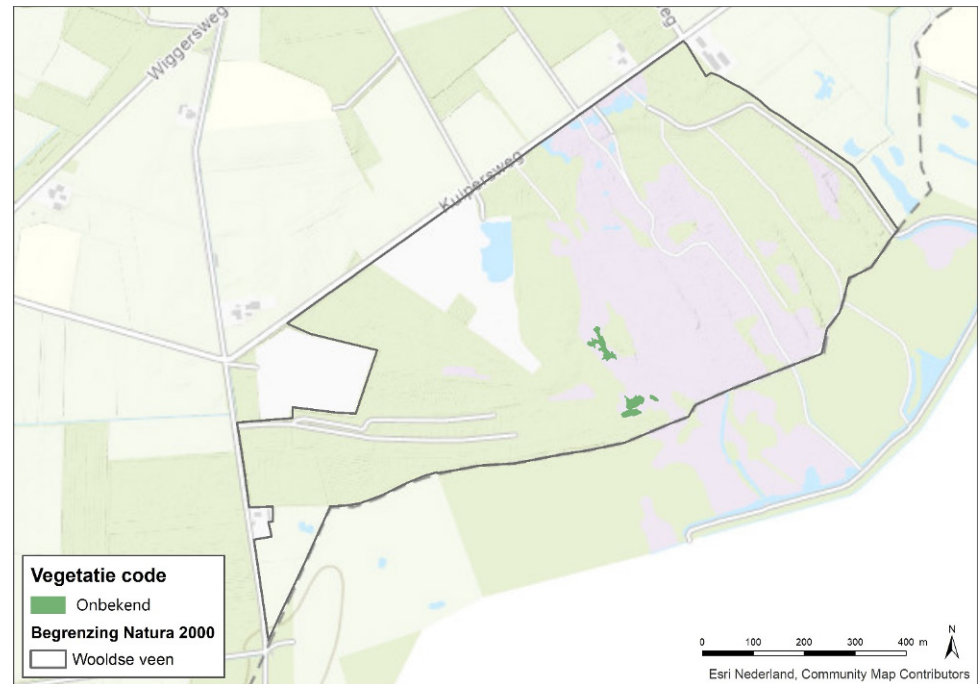 Wiggersweg
eg
Kuipersweg
Vegetatie code
Onbekend
Begrenzing Natura 2000
Wooldse veen
0 100 200 300 400 m
N
Esri Nederland, Community Map Contributors